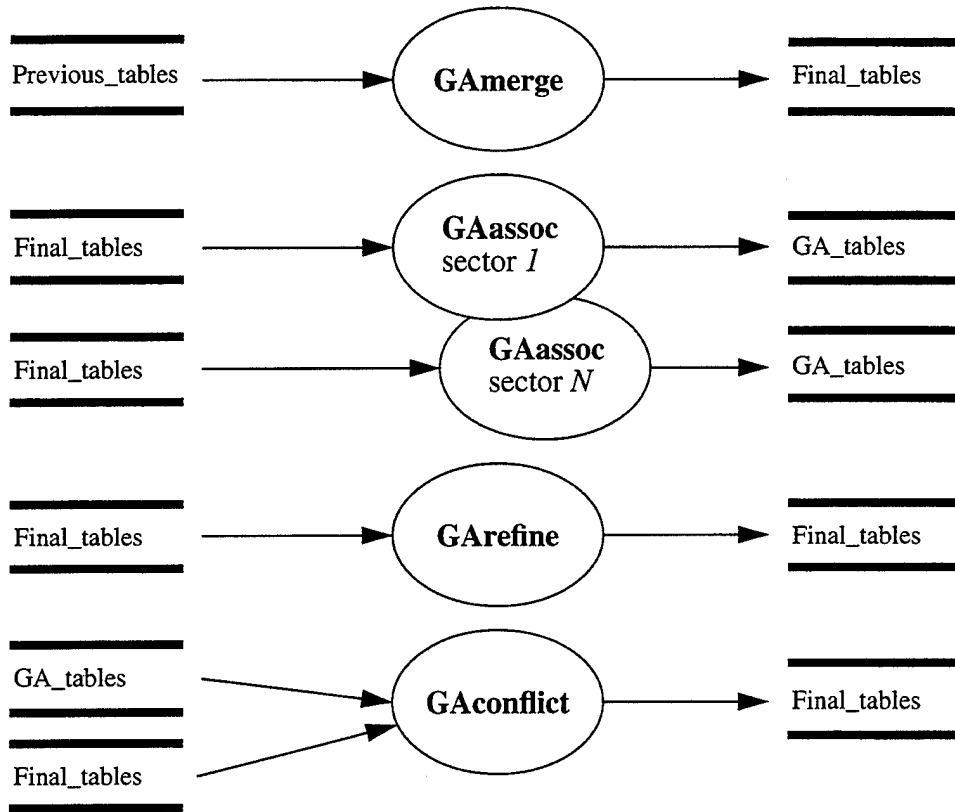 Previous_tables
GAmerge
Final_tables
Final_tables
GAassoc
sector 1
GA_tables
Final_tables
GAassoc
sector N
GA_tables
Final_tables
GArefine
Final_tables
GA_tables
GAconflict
Final_tables
Final_tables